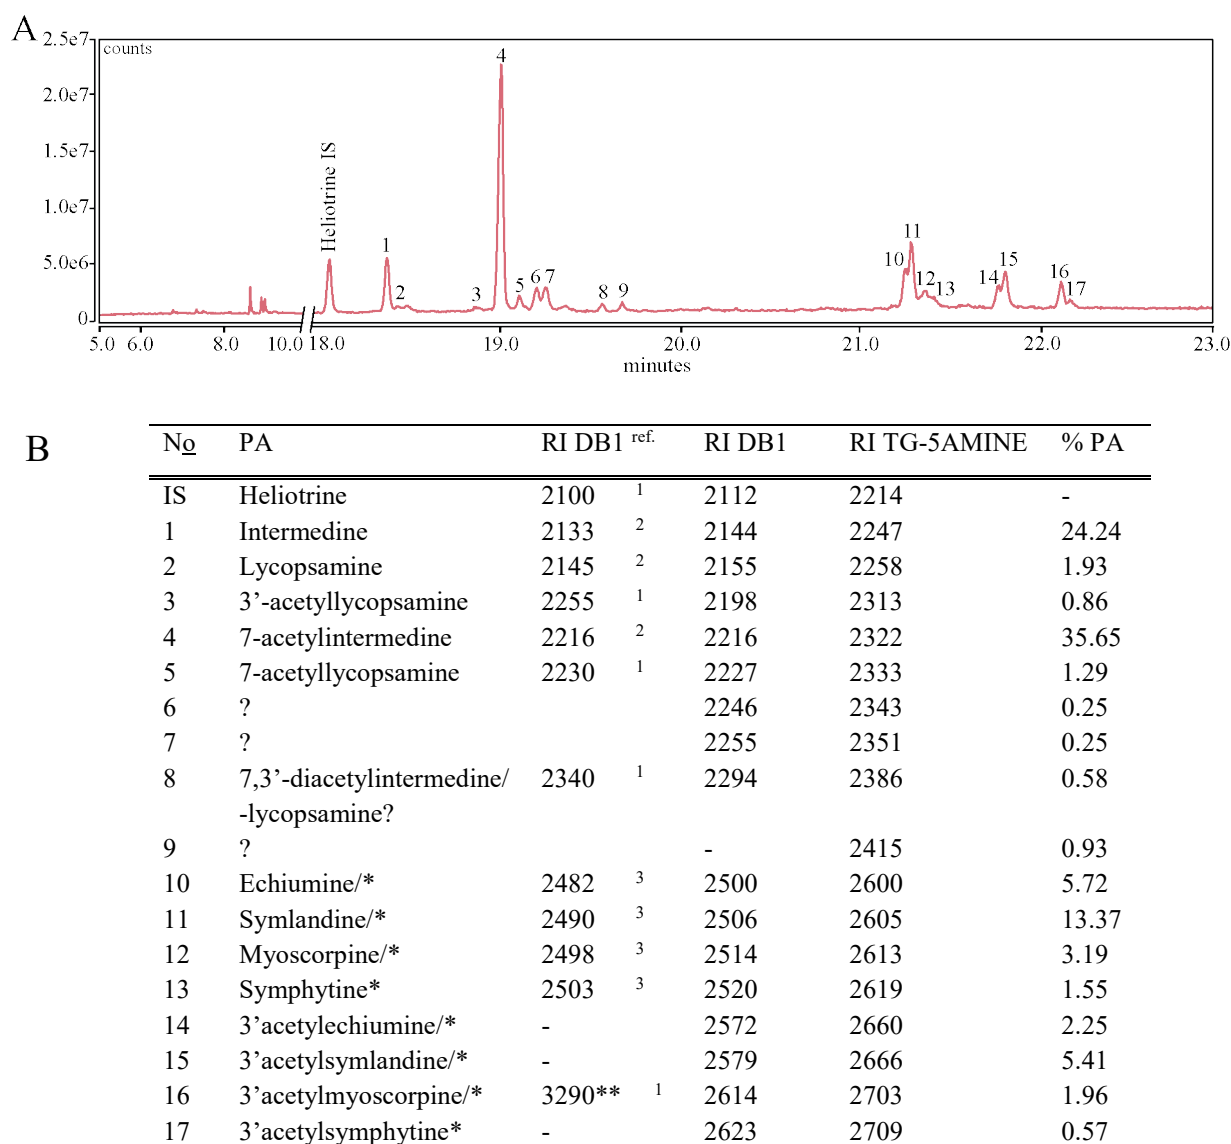 A
counts
2.5e7
2.0e7
1.5e7
1.0e7
5.0e6
0
Heliotrine IS
1
2
3
4
5
6
7
8
9
10
11
12
13
14
15
16
17
5.0 6.0 8.0 10.0 18.0 19.0 20.0 21.0 22.0 23.0
minutes
B
No PA RI DB1 ref. RI DB1 RI TG-5AMINE % PA
IS Heliotrine 2100 1 2112 2214 -
1 Intermedine 2133 2 2144 2247 24.24
2 Lycopsamine 2145 2 2155 2258 1.93
3 3’-acetyllycopsamine 2255 1 2198 2313 0.86
4 7-acetylintermedine 2216 2 2216 2322 35.65
5 7-acetyllycopsamine 2230 1 2227 2333 1.29
6 ? 2246 2343 0.25
7 ? 2255 2351 0.25
8 7,3’-diacetylintermedine/ 2340 1 2294 2386 0.58
-lycopsamine?
9 ? - 2415 0.93
10 Echiumine/* 2482 3 2500 2600 5.72
11 Symlandine/* 2490 3 2506 2605 13.37
12 Myoscorpine/* 2498 3 2514 2613 3.19
13 Symphytine* 2503 3 2520 2619 1.55
14 3’acetylechiumine/* - 2572 2660 2.25
15 3’acetylsymlandine/* - 2579 2666 5.41
16 3’acetylmyoscorpine/* 3290** 1 2614 2703 1.96
17 3’acetylsymphytine* - 2623 2709 0.57